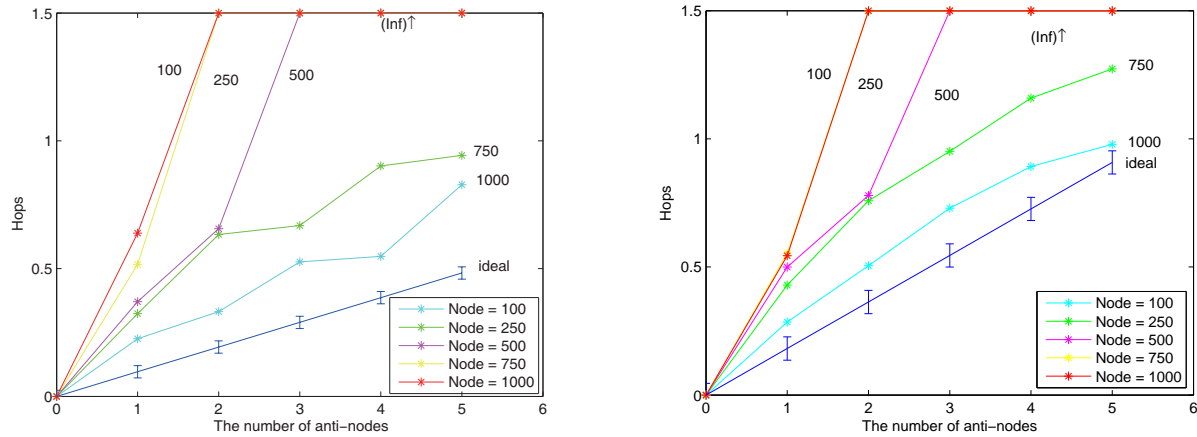 1.5
1
0.5
0
Hops
0
1
2
3
4
5
6
The number of anti−nodes
(Inf)↑
100
250
500
750
1000
ideal
Node = 100
Node = 250
Node = 500
Node = 750
Node = 1000
1.5
1
0.5
0
Hops
0
1
2
3
4
5
6
The number of anti−nodes
(Inf)↑
100
250
500
750
1000
ideal
Node = 100
Node = 250
Node = 500
Node = 750
Node = 1000